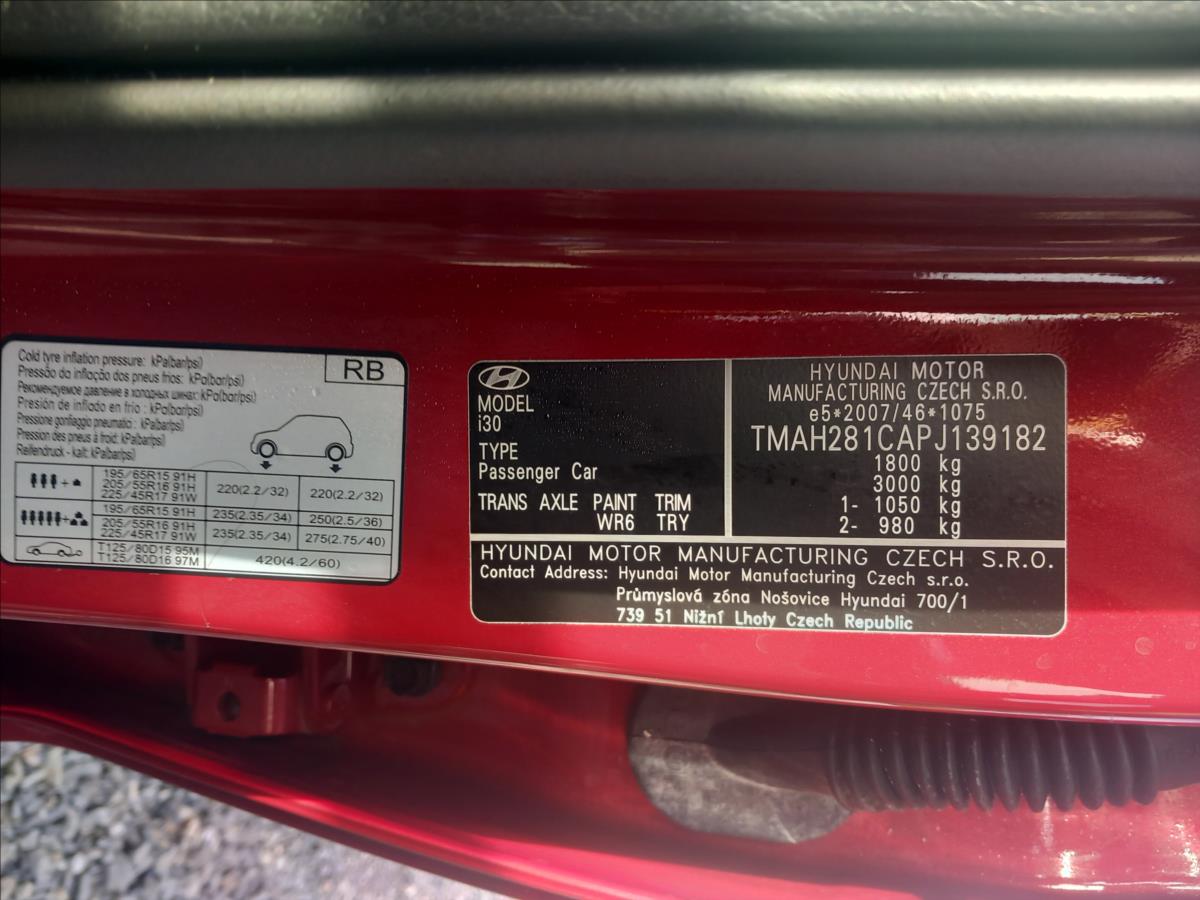 Cold tyre inflation pressure: kPa(bar/psi)
RB
Pressão da inflação dos pneus frios: kPa(bar/psi)
Рекомендуемое давление в холодных шинах: kPa(bar/psi)
Presión de inflado en frío : kPa(bar/psi)
Pressione gonfiaggio pneumatici : kPa(bar/psi)
Pression des pneus à froid: kPa(bar/psi)
Reifendruck - kalt: kPa(bar/psi)
195/65R15 91H
205/55R16 91H
225/45R17 91W
220(2.2/32) 220(2.2/32)
195/65R15 91H 235(2.35/34) 250(2.5/36)
205/55R16 91H
225/45R17 91W
235(2.35/34) 275(2.75/40)
T125/80D15 95M
T125/80D16 97M
420(4.2/60)
MODEL
i30
TYPE
Passenger Car
TRANS AXLE PAINT TRIM
WR6 TRY
HYUNDAI MOTOR
MANUFACTURING CZECH S.R.O.
e5*2007/46*1075
TMAH281CAPJ139182
1800 kg
3000 kg
1- 1050 kg
2- 980 kg
HYUNDAI MOTOR MANUFACTURING CZECH S.R.O.
Contact Address: Hyundai Motor Manufacturing Czech s.r.o.
Průmyslová zóna Nošovice Hyundai 700/1
739 51 Nižní Lhoty Czech Republic